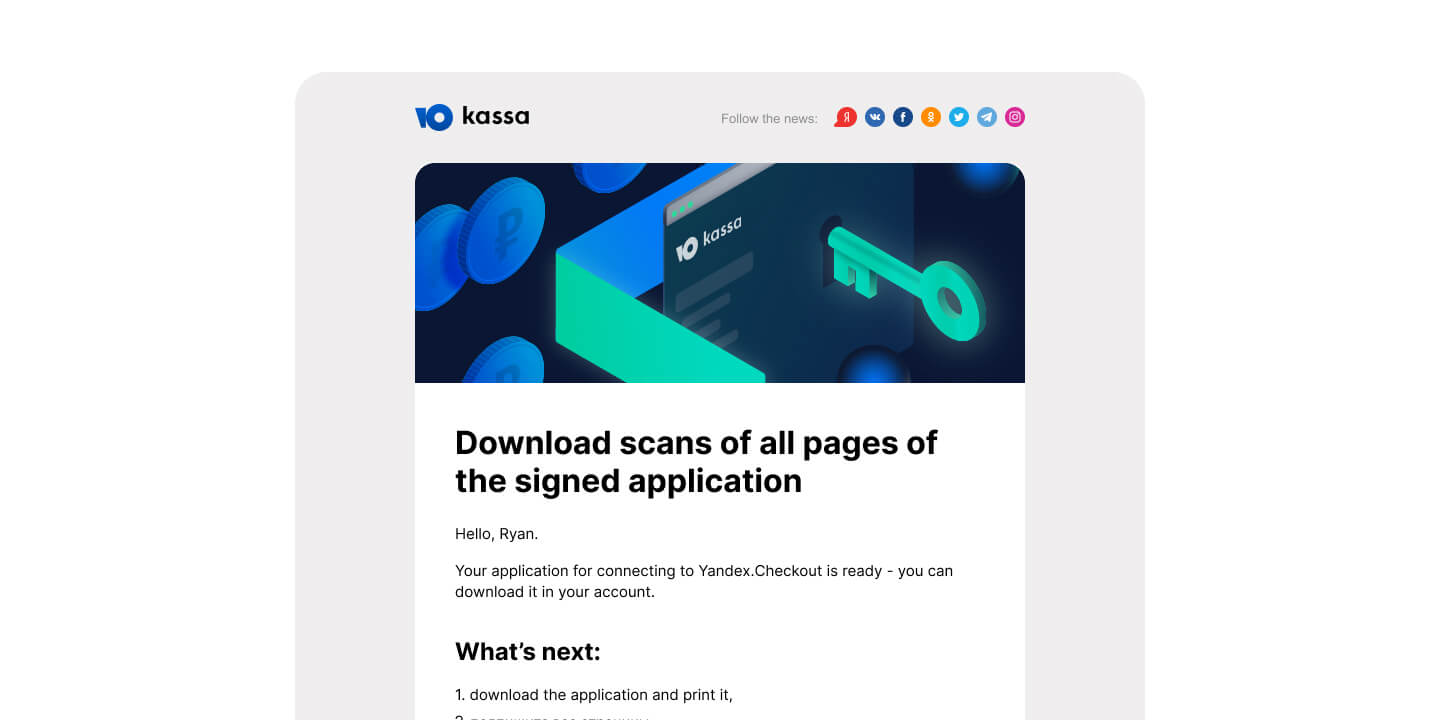 Ю kassa
Follow the news:
Ю kassa
Download scans of all pages of
the signed application
Hello, Ryan.
Your application for connecting to Yandex.Checkout is ready - you can
download it in your account.
What’s next:
1. download the application and print it,